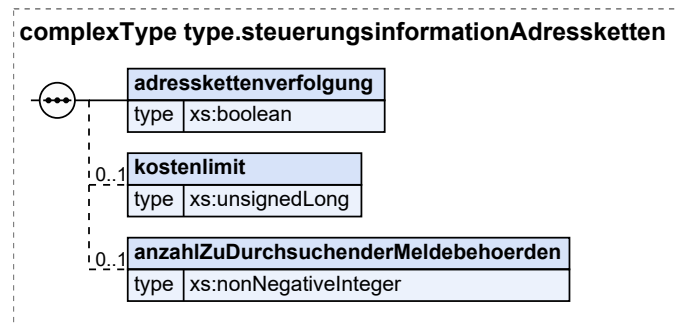 complexType type.steuerungsinformationAdressketten
adresskettenverfolgung
type xs:boolean
0..1 kostenlimit
type xs:unsignedLong
0..1 anzahlZuDurchsuchenderMeldebehoerden
type xs:nonNegativeInteger